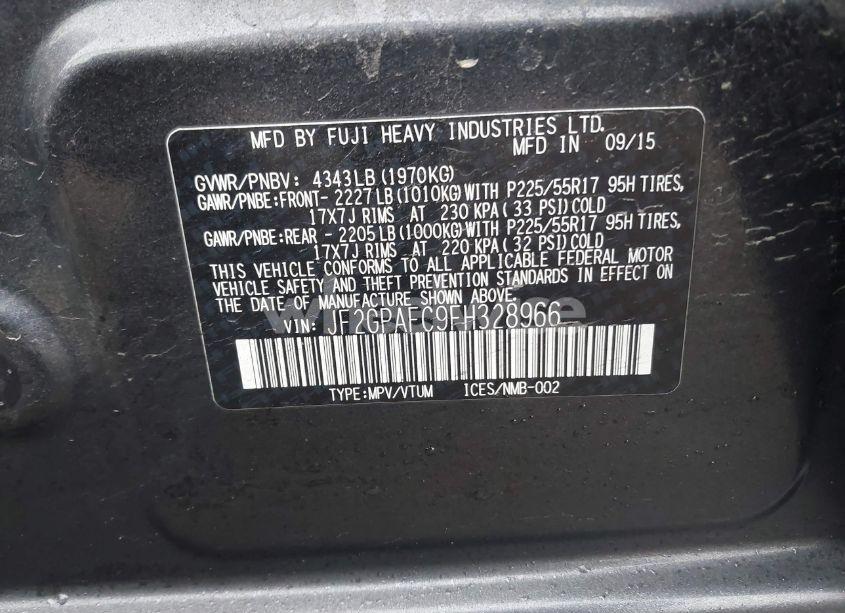 MFD BY FUJI HEAVY INDUSTRIES LTD.
MFD IN 09/15
GVWR/PNBV: 4343LB (1970KG)
GAWR/PNBE:FRONT- 2227LB (1010KG) WITH P225/55R17 95H TIRES,
17X7J RIMS AT 230 KPA ( 33 PSI) COLD
GAWR/PNBE:REAR - 2205LB (1000KG) WITH P225/55R17 95H TIRES,
17X7J RIMS AT 220 KPA ( 32 PSI) COLD
THIS VEHICLE CONFORMS TO ALL APPLICABLE FEDERAL MOTOR
VEHICLE SAFETY AND THEFT PREVENTION STANDARDS IN EFFECT ON
THE DATE OF MANUFACTURE SHOWN ABOVE.
VIN: JF2GPAFC9FH328966
TYPE:MPV/VTUM ICES/NMB-002